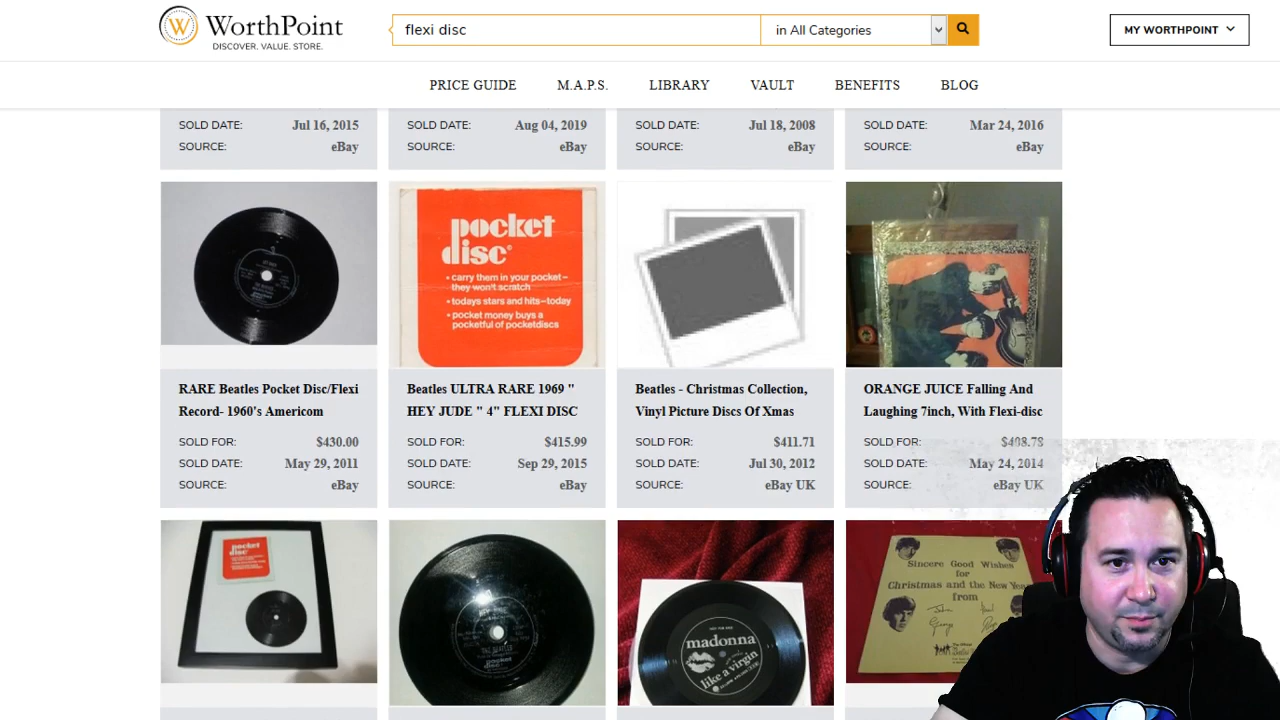 W WorthPoint
DISCOVER. VALUE. STORE.
flexi disc
in All Categories
MY WORTHPOINT
PRICE GUIDE M.A.P.S. LIBRARY VAULT BENEFITS BLOG
SOLD DATE: Jul 16, 2015
SOURCE: eBay
SOLD DATE: Aug 04, 2019
SOURCE: eBay
SOLD DATE: Jul 18, 2008
SOURCE: eBay
SOLD DATE: Mar 24, 2016
SOURCE: eBay
pocket
disc
• carry them in your pocket—
they won't scratch
• todays stars and hits—today
• pocket money buys a
pocketful of pocketdiscs
RARE Beatles Pocket Disc/Flexi
Record- 1960's Americom
SOLD FOR: $430.00
SOLD DATE: May 29, 2011
SOURCE: eBay
Beatles ULTRA RARE 1969 "
HEY JUDE " 4" FLEXI DISC
SOLD FOR: $415.99
SOLD DATE: Sep 29, 2015
SOURCE: eBay
Beatles - Christmas Collection,
Vinyl Picture Discs Of Xmas
SOLD FOR: $411.71
SOLD DATE: Jul 30, 2012
SOURCE: eBay UK
ORANGE JUICE Falling And
Laughing 7inch, With Flexi-disc
SOLD FOR: $408.78
SOLD DATE: May 24, 2014
SOURCE: eBay UK
pocket
disc
THE BEATLES
pocket
disc
madonna
like a virgin
Sincere Good Wishes
for
Christmas and the New Year
from
John
Paul
George